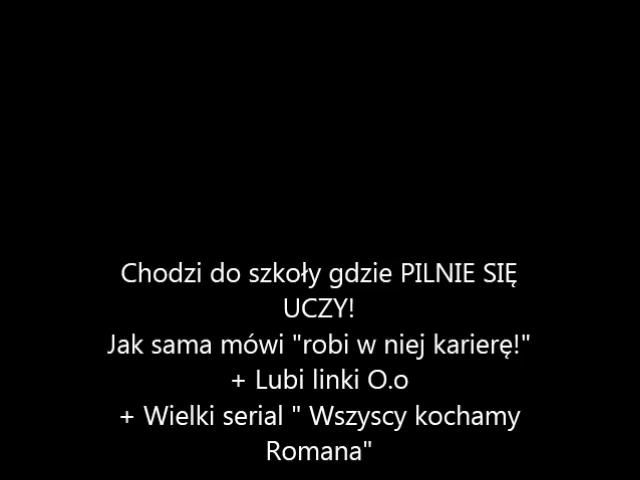 Chodzi do szkoły gdzie PILNIE SIĘ
UCZY!
Jak sama mówi "robi w niej karierę!"
+ Lubi linki O.o
+ Wielki serial " Wszyscy kochamy
Romana"